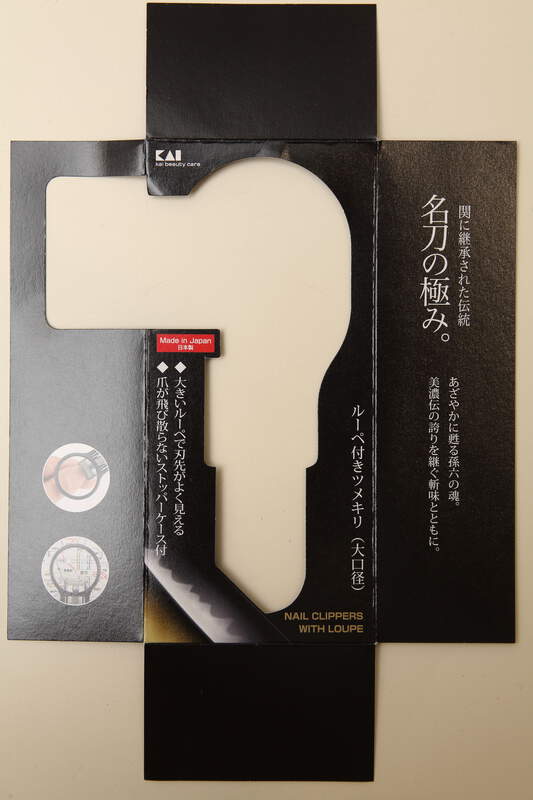 KAI
kai beauty care
関に継承された伝統
名刀の極み。
あざやかに甦る孫六の魂。
美濃伝の誇りを継ぐ斬味とともに。
Made in Japan
日本製
◆ 大きいルーペで刃先がよく見える
◆ 爪が飛び散らないストッパーケース付
ルーペ付きツメキリ（大口径）
NAIL CLIPPERS
WITH LOUPE